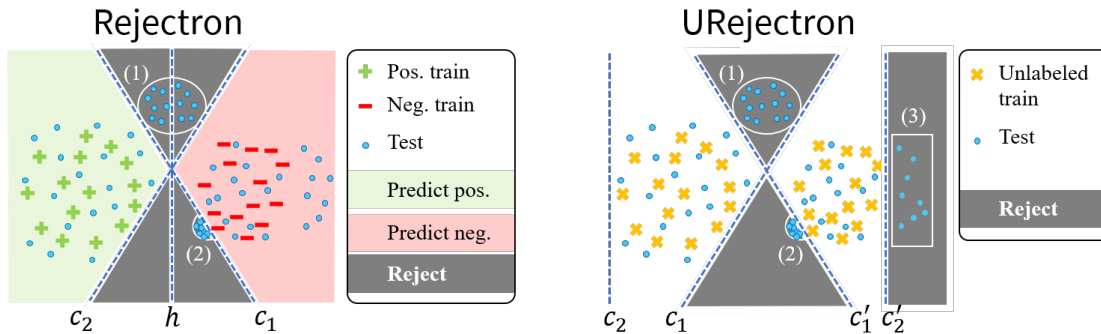 Rejectron
(1)
(2)
c₂
h
c₁
Pos. train
Neg. train
Test
Predict pos.
Predict neg.
Reject
URejectron
(1)
(2)
(3)
c₂
c₁
c′₁
c′₂
Unlabeled
train
Test
Reject